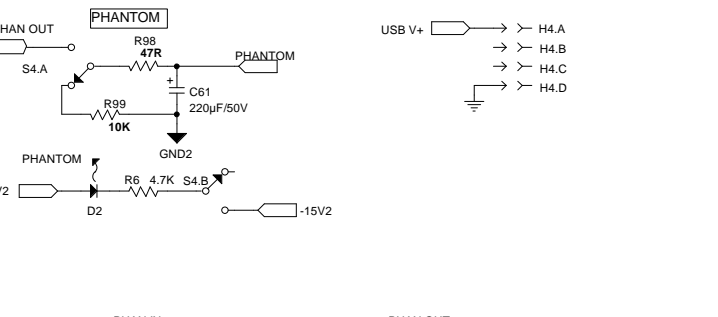 PHANTOM
HAN OUT
USB V+
H4.A
R98
47R
PHANTOM
H4.B
S4.A
H4.C
+
C61
H4.D
R99
220µF/50V
10K
GND2
PHANTOM
R6 4.7K S4.B
V2
D2
-15V2